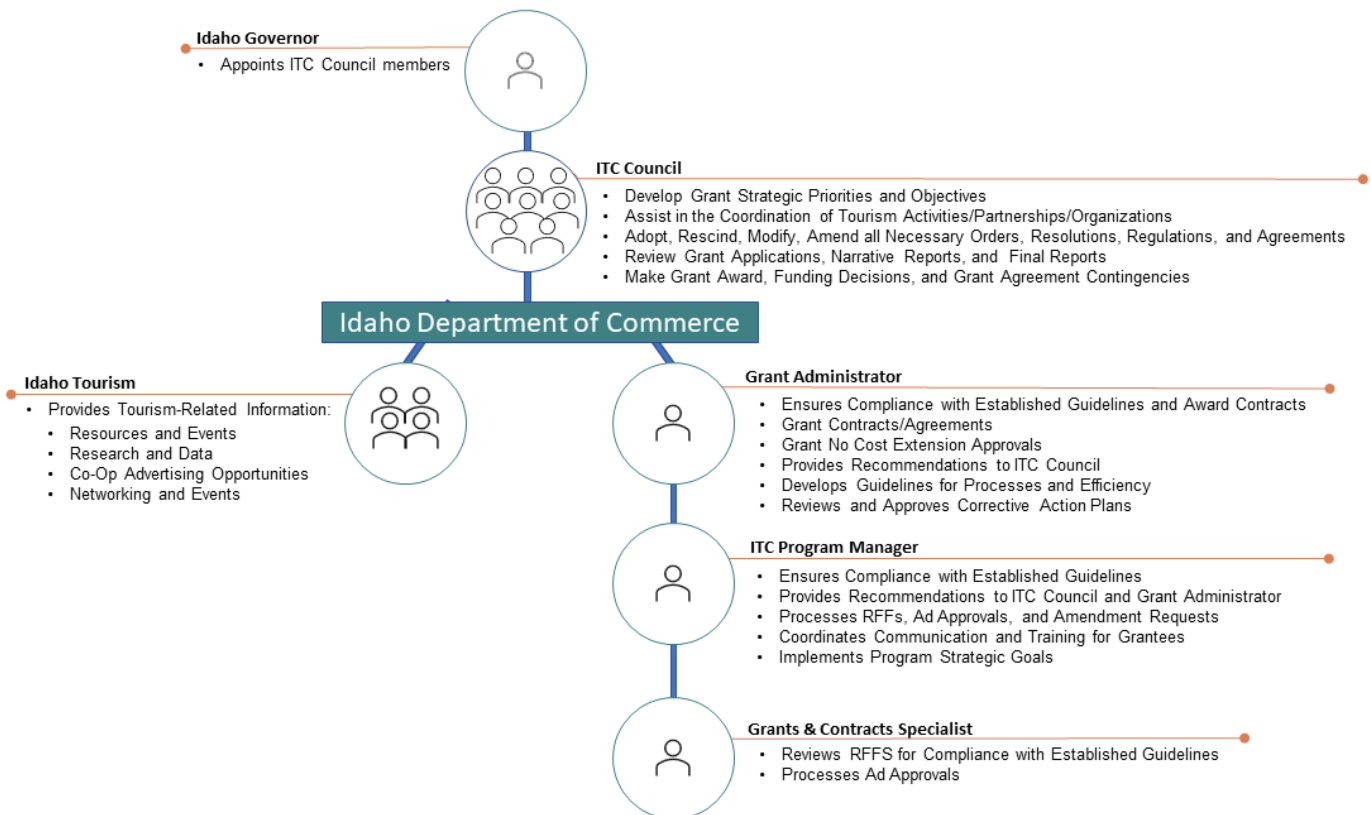 Idaho Governor
• Appoints ITC Council members
ITC Council
• Develop Grant Strategic Priorities and Objectives
• Assist in the Coordination of Tourism Activities/Partnerships/Organizations
• Adopt, Rescind, Modify, Amend all Necessary Orders, Resolutions, Regulations, and Agreements
• Review Grant Applications, Narrative Reports, and Final Reports
• Make Grant Award, Funding Decisions, and Grant Agreement Contingencies
Idaho Department of Commerce
Idaho Tourism
• Provides Tourism-Related Information:
• Resources and Events
• Research and Data
• Co-Op Advertising Opportunities
• Networking and Events
Grant Administrator
• Ensures Compliance with Established Guidelines and Award Contracts
• Grant Contracts/Agreements
• Grant No Cost Extension Approvals
• Provides Recommendations to ITC Council
• Develops Guidelines for Processes and Efficiency
• Reviews and Approves Corrective Action Plans
ITC Program Manager
• Ensures Compliance with Established Guidelines
• Provides Recommendations to ITC Council and Grant Administrator
• Processes RFFs, Ad Approvals, and Amendment Requests
• Coordinates Communication and Training for Grantees
• Implements Program Strategic Goals
Grants & Contracts Specialist
• Reviews RFFS for Compliance with Established Guidelines
• Processes Ad Approvals